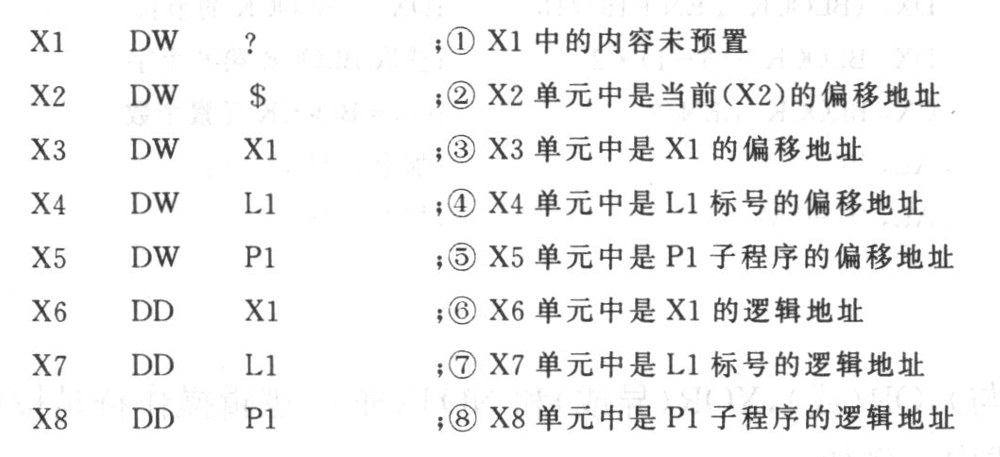 X1 DW ? ;① X1 中的内容未预置
X2 DW $ ;② X2 单元中是当前(X2)的偏移地址
X3 DW X1 ;③ X3 单元中是 X1 的偏移地址
X4 DW L1 ;④ X4 单元中是 L1 标号的偏移地址
X5 DW P1 ;⑤ X5 单元中是 P1 子程序的偏移地址
X6 DD X1 ;⑥ X6 单元中是 X1 的逻辑地址
X7 DD L1 ;⑦ X7 单元中是 L1 标号的逻辑地址
X8 DD P1 ;⑧ X8 单元中是 P1 子程序的逻辑地址